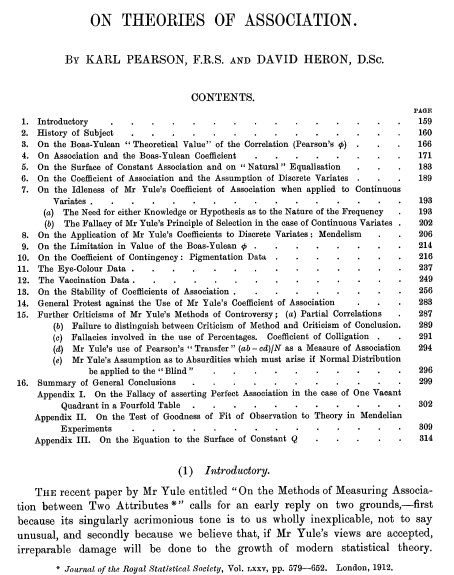 ON THEORIES OF ASSOCIATION.
BY KARL PEARSON, F.R.S. AND DAVID HERON, D.Sc.
CONTENTS.
PAGE
1. Introductory . . . . . . . . . . . . . . 159
2. History of Subject . . . . . . . . . . . . . 160
3. On the Boas-Yulean “Theoretical Value” of the Correlation (Pearson's ϕ) . . . 166
4. On Association and the Boas-Yulean Coefficient . . . . . . . 171
5. On the Surface of Constant Association and on “Natural” Equalisation . . . 183
6. On the Coefficient of Association and the Assumption of Discrete Variates . . 189
7. On the Idleness of Mr Yule's Coefficient of Association when applied to Continuous
Variates . . . . . . . . . . . . . . 193
(a) The Need for either Knowledge or Hypothesis as to the Nature of the Frequency . 193
(b) The Fallacy of Mr Yule's Principle of Selection in the case of Continuous Variates . 202
8. On the Application of Mr Yule's Coefficients to Discrete Variates: Mendelism . . 206
9. On the Limitation in Value of the Boas-Yulean ϕ . . . . . . . 214
10. On the Coefficient of Contingency: Pigmentation Data . . . . . . 216
11. The Eye-Colour Data . . . . . . . . . . . . 237
12. The Vaccination Data . . . . . . . . . . . . 249
13. On the Stability of Coefficients of Association . . . . . . . . 256
14. General Protest against the Use of Mr Yule's Coefficient of Association . . . 283
15. Further Criticisms of Mr Yule's Methods of Controversy; (a) Partial Correlations . 287
(b) Failure to distinguish between Criticism of Method and Criticism of Conclusion. 289
(c) Fallacies involved in the use of Percentages. Coefficient of Colligation . . 291
(d) Mr Yule's use of Pearson's “Transfer” (ab – cd)/N as a Measure of Association 294
(e) Mr Yule's Assumption as to Absurdities which must arise if Normal Distribution
be applied to the “Blind” . . . . . . . . . 296
16. Summary of General Conclusions . . . . . . . . . . 299
Appendix I. On the Fallacy of asserting Perfect Association in the case of One Vacant
Quadrant in a Fourfold Table . . . . . . . . . 302
Appendix II. On the Test of Goodness of Fit of Observation to Theory in Mendelian
Experiments . . . . . . . . . . . . 309
Appendix III. On the Equation to the Surface of Constant Q . . . . . 314
(1) Introductory.
THE recent paper by Mr Yule entitled “On the Methods of Measuring Associa-
tion between Two Attributes*” calls for an early reply on two grounds,—first
because its singularly acrimonious tone is to us wholly inexplicable, not to say
unusual, and secondly because we believe that, if Mr Yule's views are accepted,
irreparable damage will be done to the growth of modern statistical theory.
* Journal of the Royal Statistical Society, Vol. LXXV, pp. 579—652. London, 1912.